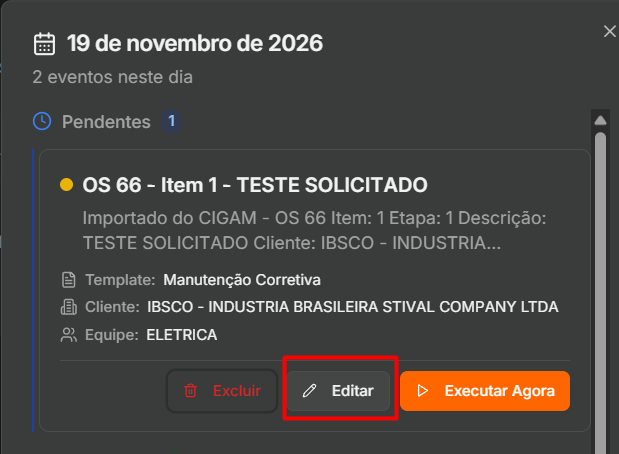 19 de novembro de 2026
2 eventos neste dia
Pendentes 1
OS 66 - Item 1 - TESTE SOLICITADO
Importado do CIGAM - OS 66 Item: 1 Etapa: 1 Descrição:
TESTE SOLICITADO Cliente: IBSCO - INDUSTRIA...
Template: Manutenção Corretiva
Cliente: IBSCO - INDUSTRIA BRASILEIRA STIVAL COMPANY LTDA
Equipe: ELETRICA
Excluir Editar Executar Agora